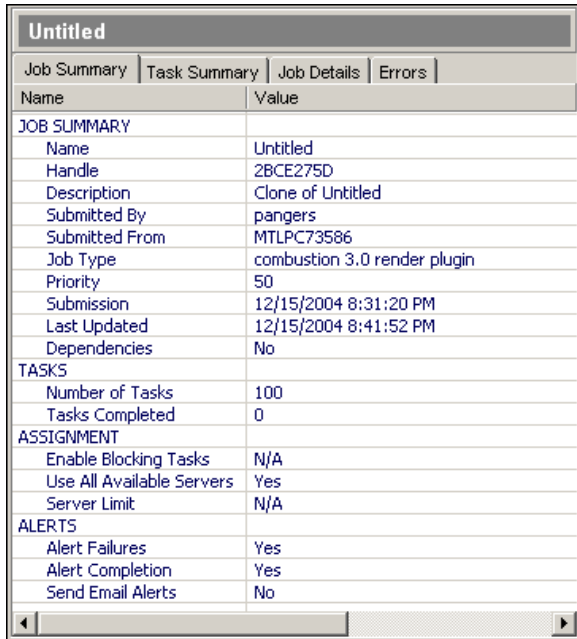 Untitled
Job Summary Task Summary Job Details Errors
Name Value
JOB SUMMARY
Name Untitled
Handle 2BCE275D
Description Clone of Untitled
Submitted By pangers
Submitted From MTLPC73586
Job Type combustion 3.0 render plugin
Priority 50
Submission 12/15/2004 8:31:20 PM
Last Updated 12/15/2004 8:41:52 PM
Dependencies No
TASKS
Number of Tasks 100
Tasks Completed 0
ASSIGNMENT
Enable Blocking Tasks N/A
Use All Available Servers Yes
Server Limit N/A
ALERTS
Alert Failures Yes
Alert Completion Yes
Send Email Alerts No